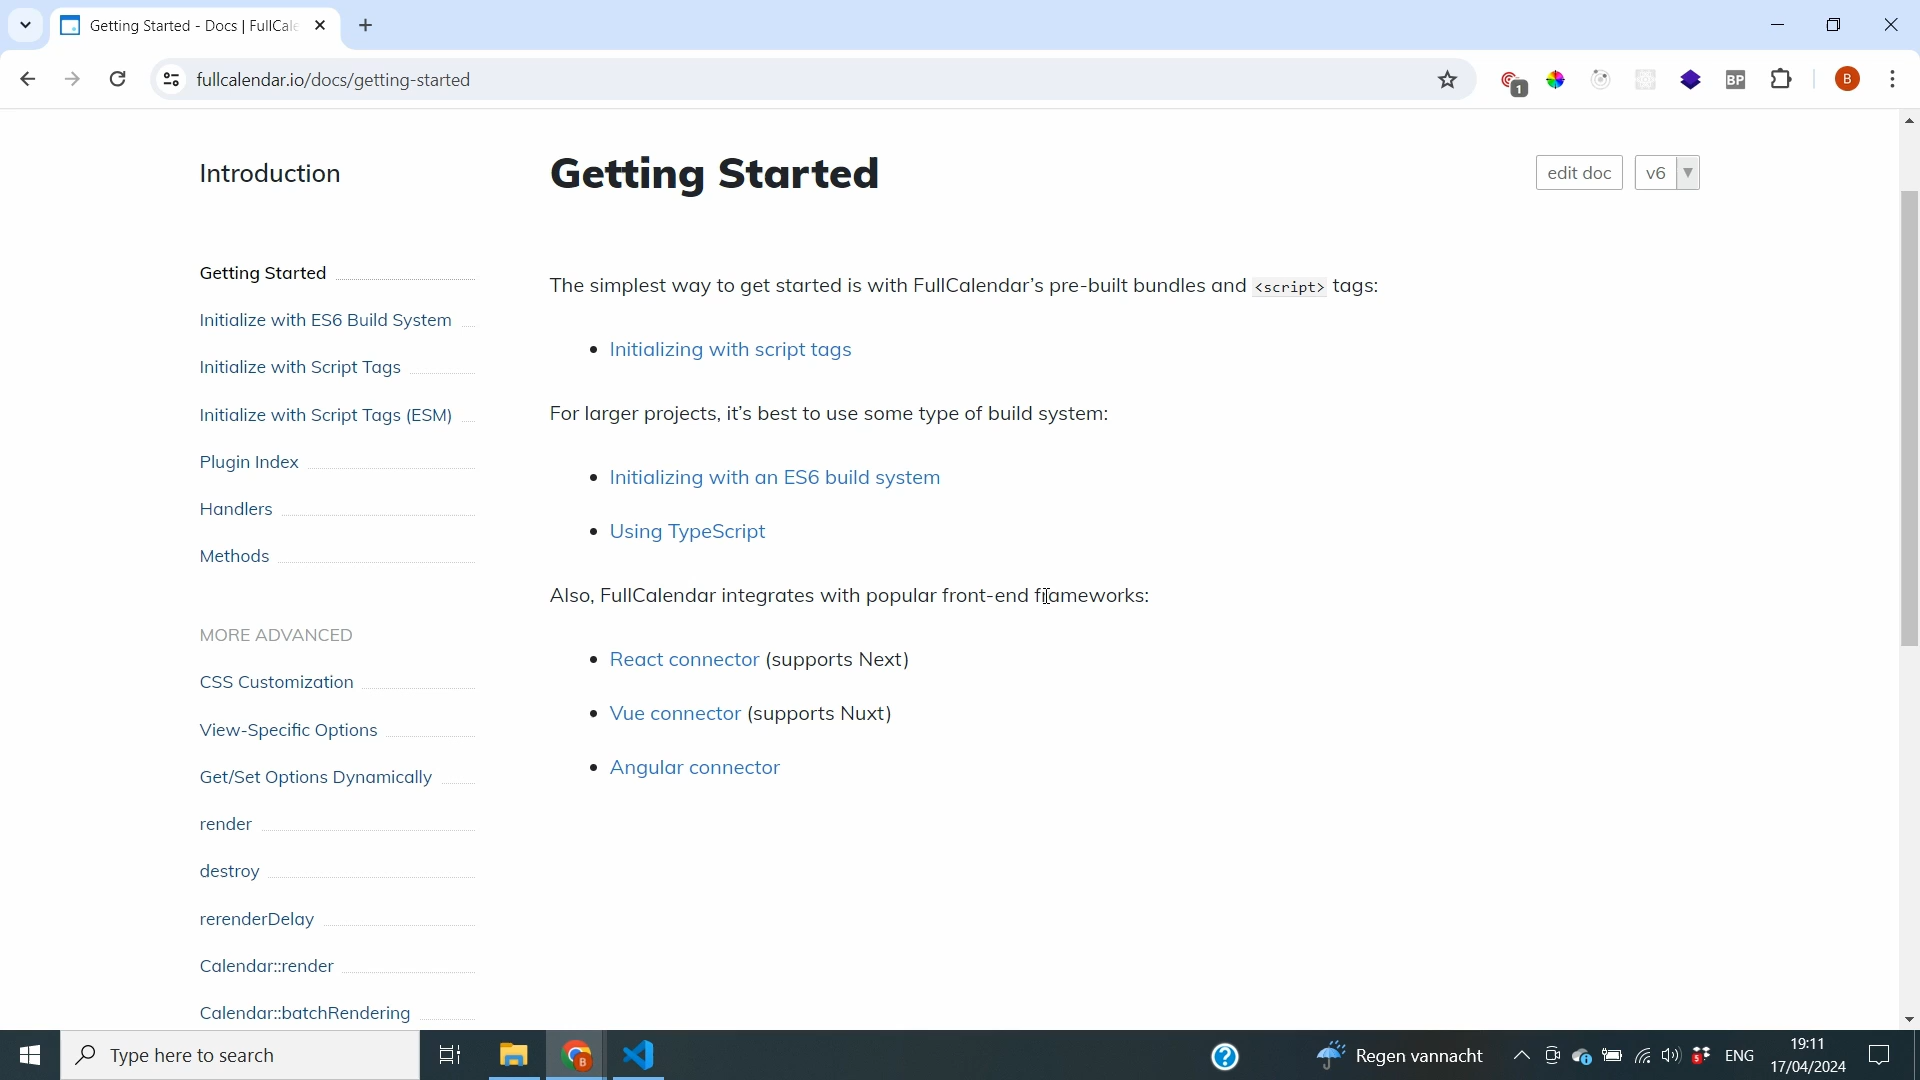 Getting Started - Docs | FullCale
fullcalendar.io/docs/getting-started
1
BP
B
Introduction
Getting Started
edit doc
v6
Getting Started
Initialize with ES6 Build System
Initialize with Script Tags
Initialize with Script Tags (ESM)
Plugin Index
Handlers
Methods
MORE ADVANCED
CSS Customization
View-Specific Options
Get/Set Options Dynamically
render
destroy
rerenderDelay
Calendar::render
Calendar::batchRendering
The simplest way to get started is with FullCalendar’s pre-built bundles and <script> tags:
Initializing with script tags
For larger projects, it’s best to use some type of build system:
Initializing with an ES6 build system
Using TypeScript
Also, FullCalendar integrates with popular front-end frameworks:
React connector (supports Next)
Vue connector (supports Nuxt)
Angular connector
Type here to search
B
Regen vannacht
5
ENG
19:11
17/04/2024